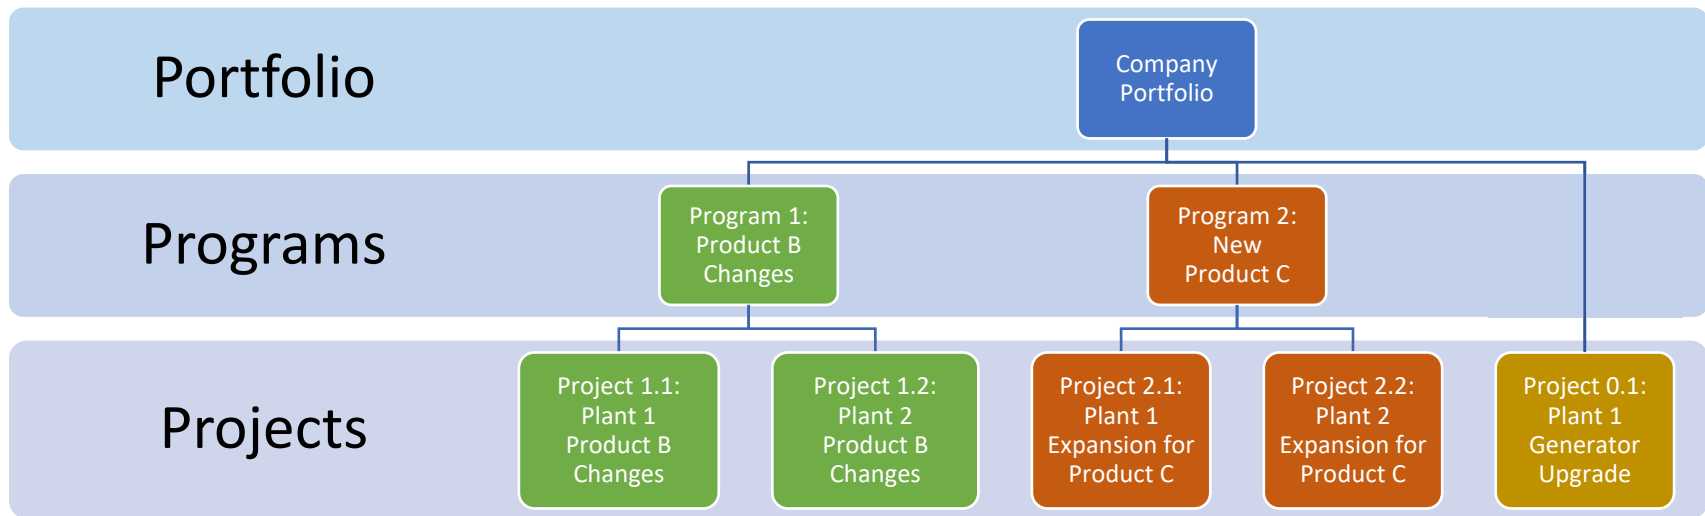 Portfolio
Company
Portfolio
Programs
Program 1:
Product B
Changes
Program 2:
New
Product C
Projects
Project 1.1:
Plant 1
Product B
Changes
Project 1.2:
Plant 2
Product B
Changes
Project 2.1:
Plant 1
Expansion for
Product C
Project 2.2:
Plant 2
Expansion for
Product C
Project 0.1:
Plant 1
Generator
Upgrade